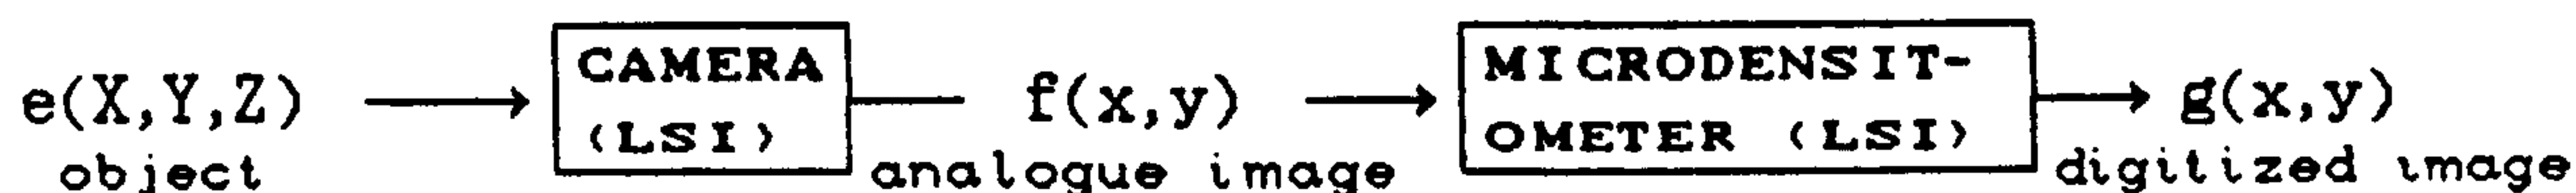 e(X,Y,Z)
object
CAMERA
(LSI)
f(x,y)
analogue image
MICRODENSIT-
OMETER (LSI)
g(x,y)
digitized image